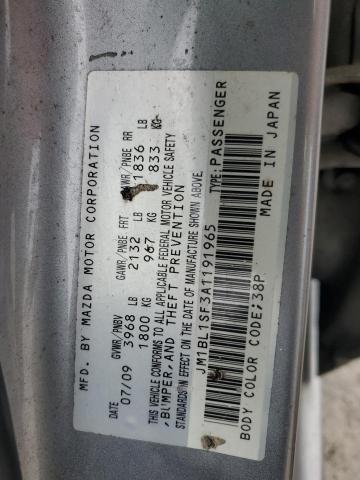 MFD. BY MAZDA MOTOR CORPORATION
DATE GVWR/PNBV GAWR/PNBE FRT GAWR/PNBE RR
07/09 3968 LB 2132 LB 1836 LB
1800 KG 967 KG 833 KG
THIS VEHICLE CONFORMS TO ALL APPLICABLE FEDERAL MOTOR VEHICLE SAFETY
, BUMPER, AND THEFT PREVENTION
STANDARDS IN EFFECT ON THE DATE OF MANUFACTURE SHOWN ABOVE.
JM1BL1SF3A1191965 TYPE: PASSENGER
BODY COLOR CODE: 38P MADE IN JAPAN